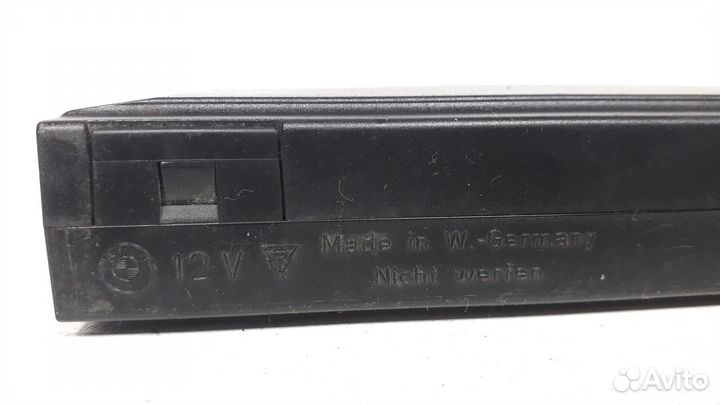 12 V Made in W.-Germany
Nicht werfen
Avito